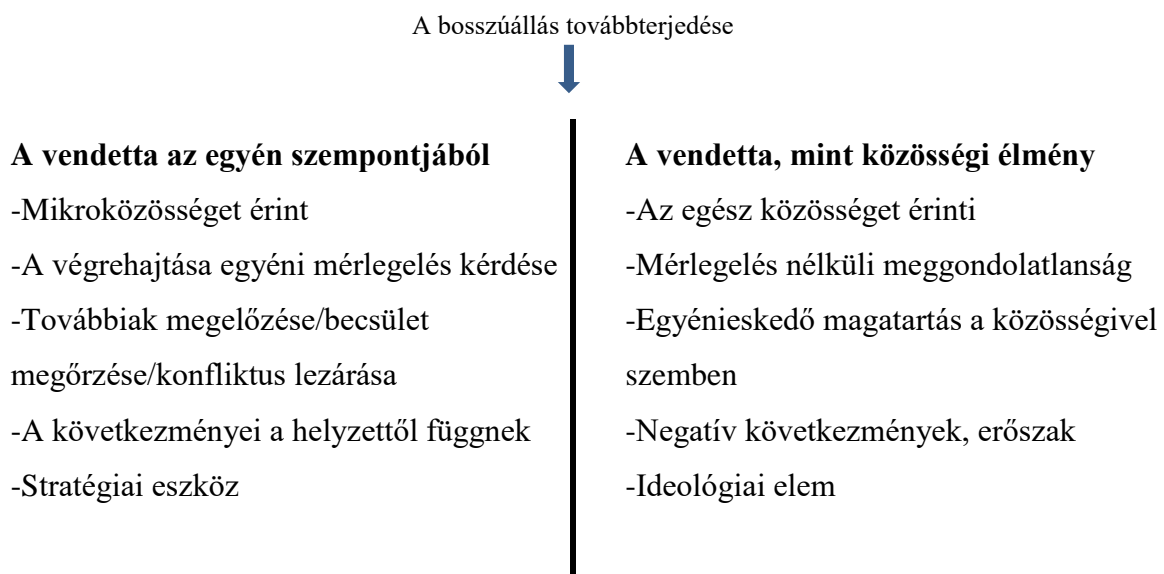 A bosszúállás továbbterjedése
A vendetta az egyén szempontjából
-Mikroközösséget érint
-A végrehajtása egyéni mérlegelés kérdése
-Továbbiak megelőzése/becsület
megőrzése/konfliktus lezárása
-A következményei a helyzettől függnek
-Stratégiai eszköz
A vendetta, mint közösségi élmény
-Az egész közösséget érinti
-Mérlegelés nélküli meggondolatlanság
-Egyénieskedő magatartás a közösségivel
szemben
-Negatív következmények, erőszak
-Ideológiai elem